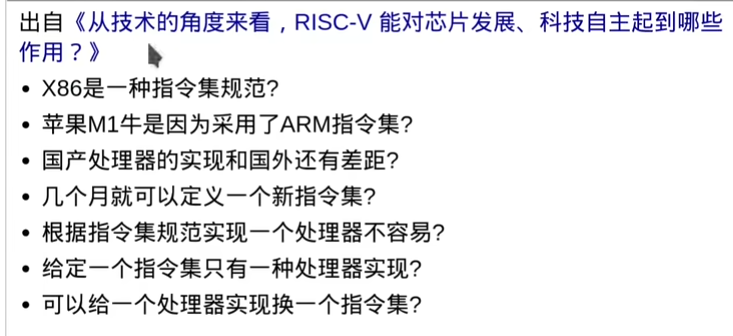 出自《从技术的角度来看，RISC-V 能对芯片发展、科技自主起到哪些
作用？》
• X86是一种指令集规范?
• 苹果M1牛是因为采用了ARM指令集?
• 国产处理器的实现和国外还有差距?
• 几个月就可以定义一个新指令集?
• 根据指令集规范实现一个处理器不容易?
• 给定一个指令集只有一种处理器实现?
• 可以给一个处理器实现换一个指令集?